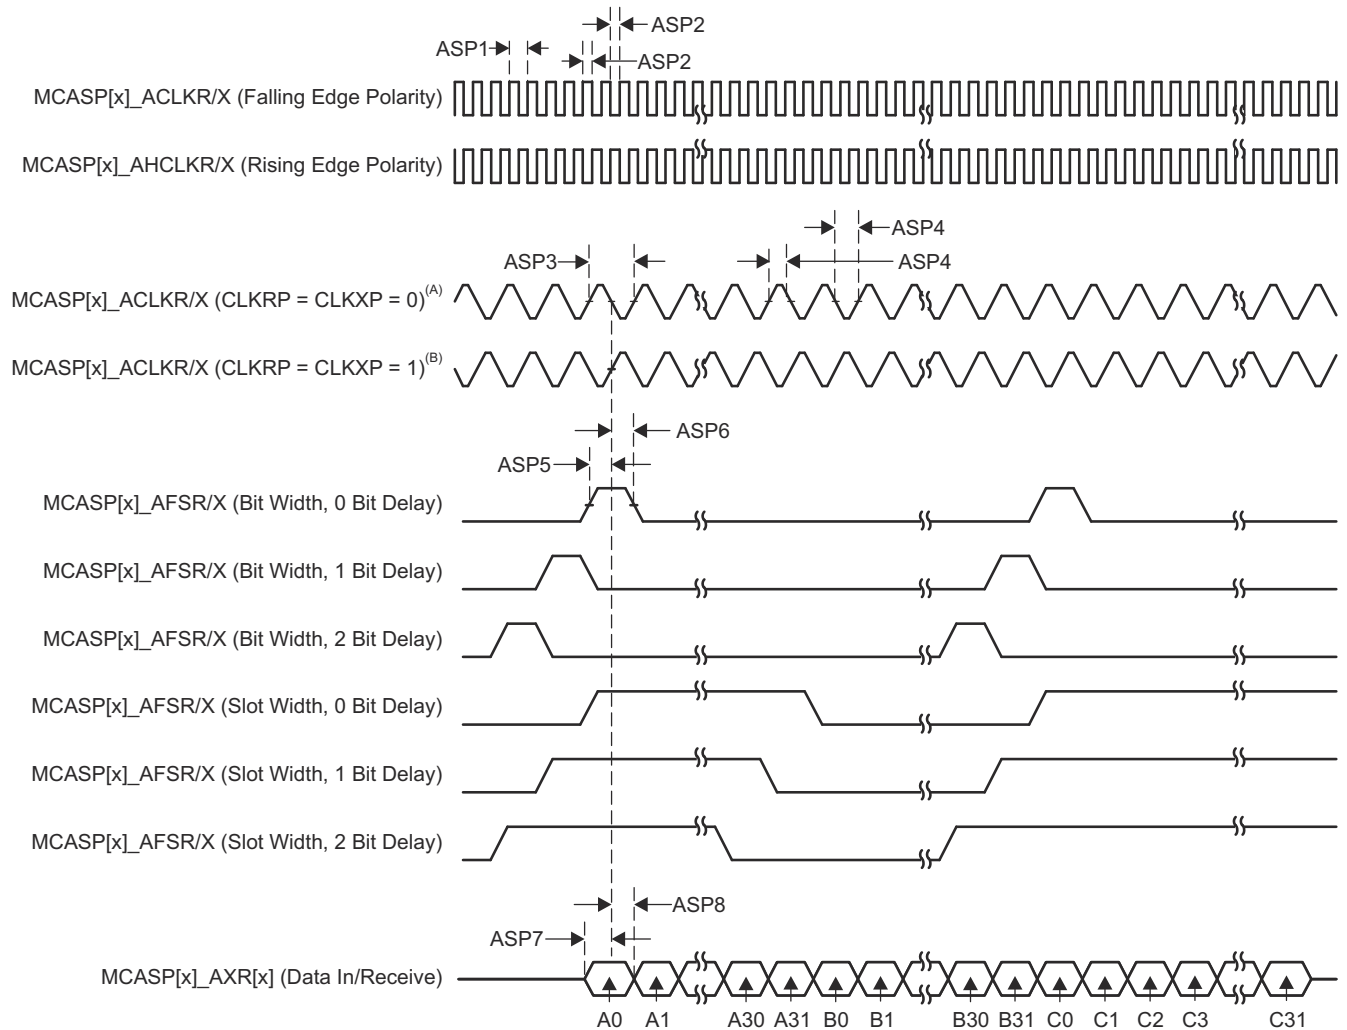 ASP2
ASP1
ASP2
MCASP[x]_ACLKR/X (Falling Edge Polarity)
MCASP[x]_AHCLKR/X (Rising Edge Polarity)
ASP4
ASP3
ASP4
MCASP[x]_ACLKR/X (CLKRP = CLKXP = 0)(A)
MCASP[x]_ACLKR/X (CLKRP = CLKXP = 1)(B)
ASP6
ASP5
MCASP[x]_AFSR/X (Bit Width, 0 Bit Delay)
MCASP[x]_AFSR/X (Bit Width, 1 Bit Delay)
MCASP[x]_AFSR/X (Bit Width, 2 Bit Delay)
MCASP[x]_AFSR/X (Slot Width, 0 Bit Delay)
MCASP[x]_AFSR/X (Slot Width, 1 Bit Delay)
MCASP[x]_AFSR/X (Slot Width, 2 Bit Delay)
ASP8
ASP7
MCASP[x]_AXR[x] (Data In/Receive)
A0 A1 A30 A31 B0 B1 B30 B31 C0 C1 C2 C3 C31